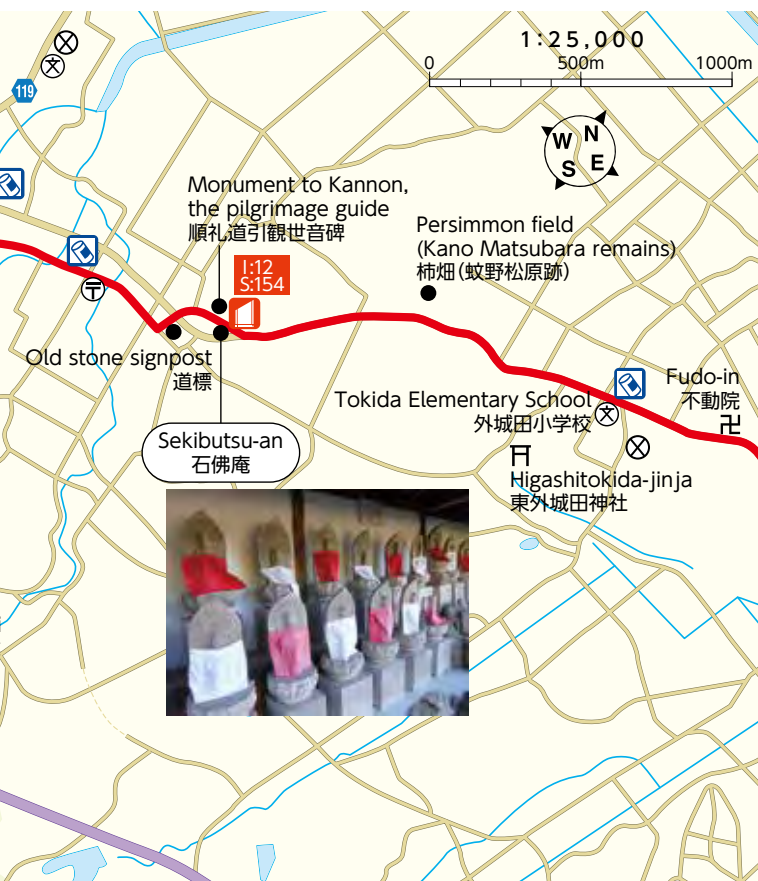 1:25,000
0 500m 1000m
119
文
W N
S E
Monument to Kannon,
the pilgrimage guide
順礼道引観世音碑
I:12
S:154
Persimmon field
(Kano Matsubara remains)
柿畑(蚊野松原跡)
Old stone signpost
道標
Sekibutsu-an
石佛庵
Tokida Elementary School
外城田小学校
文
Fudo-in
不動院
Higashitokida-jinja
東外城田神社